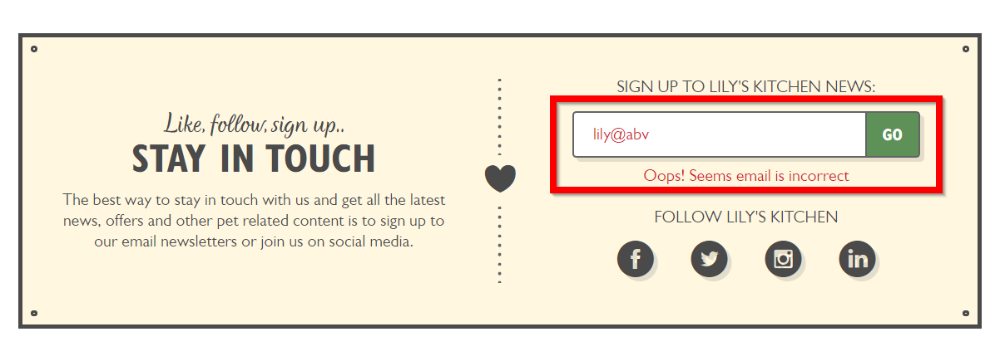 Like, follow, sign up..
STAY IN TOUCH
The best way to stay in touch with us and get all the latest
news, offers and other pet related content is to sign up to
our email newsletters or join us on social media.
SIGN UP TO LILY'S KITCHEN NEWS:
lily@abv GO
Oops! Seems email is incorrect
FOLLOW LILY'S KITCHEN